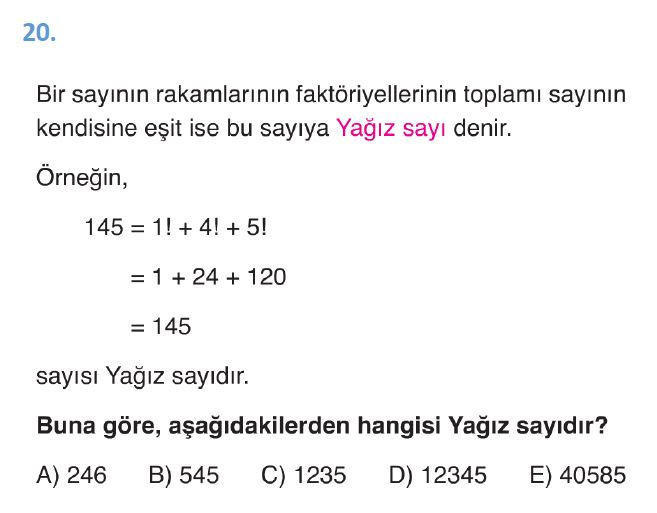 20.
Bir sayının rakamlarının faktöriyellerinin toplamı sayının
kendisine eşit ise bu sayıya Yağız sayı denir.
Örneğin,
145 = 1! + 4! + 5!
= 1 + 24 + 120
= 145
sayısı Yağız sayıdır.
Buna göre, aşağıdakilerden hangisi Yağız sayıdır?
A) 246 B) 545 C) 1235 D) 12345 E) 40585